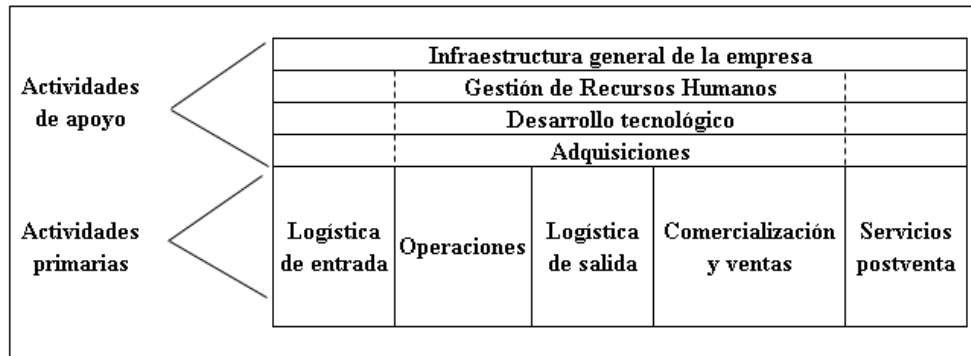 Infraestructura general de la empresa
Actividades
de apoyo
Gestión de Recursos Humanos
Desarrollo tecnológico
Adquisiciones
Actividades
primarias
Logística
de entrada
Operaciones
Logística
de salida
Comercialización
y ventas
Servicios
postventa